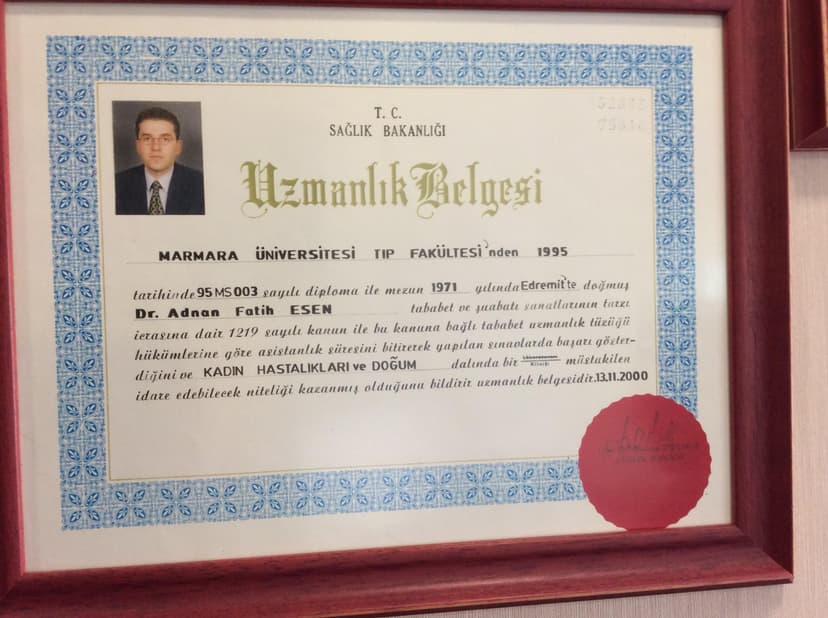 T. C.
SAĞLIK BAKANLIĞI
Uzmanlık Belgesi
MARMARA ÜNİVERSİTESİ TIP FAKÜLTESİ'nden 1995
tarihinde 95 MS 003 sayılı diploma ile mezun 1971 yılında Edremit'te doğmuş
Dr. Adnan Fatih ESEN tababet ve şuabatı sanatlarının tarzı
icrasına dair 1219 sayılı kanun ile bu kanuna bağlı tababet uzmanlık tüzüğü
hükümlerine göre asistanlık süresini bitirerek yapılan sınavlarda başarı göster-
diğini ve KADIN HASTALIKLARI ve DOĞUM dalında bir müstakilen
idare edebilecek niteliği kazanmış olduğunu bildirir uzmanlık belgesidir. 13.11.2000